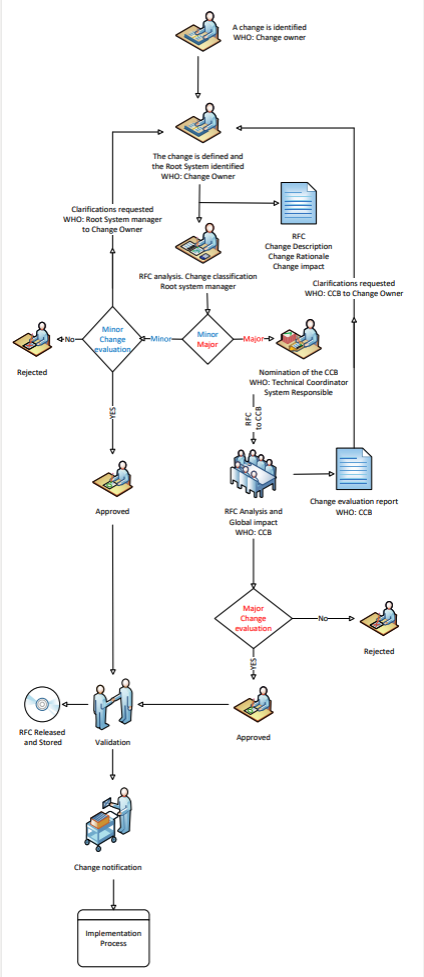 A change is identified
WHO: Change owner
The change is defined and
the Root System identified
WHO: Change Owner
Clarifications requested
WHO: Root System manager
to Change Owner
RFC
Change Description
Change Rationale
Change impact
RFC analysis. Change classification
Root system manager
Clarifications requested
WHO: CCB to Change Owner
Rejected
No
Minor
Change
evaluation
Minor
Minor
Major
Major
Nomination of the CCB
WHO: Technical Coordinator
System Responsible
YES
RFC
to CCB
Approved
RFC Analysis and
Global impact
WHO: CCB
Change evaluation report
WHO: CCB
Major
Change
evaluation
No
Rejected
YES
Approved
RFC Released
and Stored
Validation
Change notification
Implementation
Process